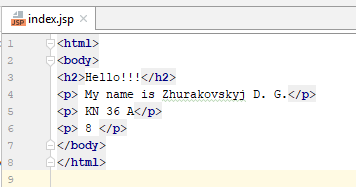 index.jsp
JSP
1 <html>
2 <body>
3 <h2>Hello!!!</h2>
4 <p> My name is Zhurakovskyj D. G.</p>
5 <p> KN 36 A</p>
6 <p> 8 </p>
7 </body>
8 </html>
9